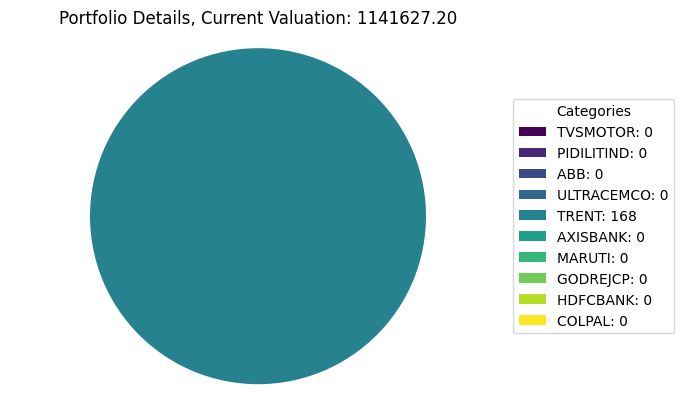 Portfolio Details, Current Valuation: 1141627.20
Categories
TVSMOTOR: 0
PIDILITIND: 0
ABB: 0
ULTRACEMCO: 0
TRENT: 168
AXISBANK: 0
MARUTI: 0
GODREJCP: 0
HDFCBANK: 0
COLPAL: 0